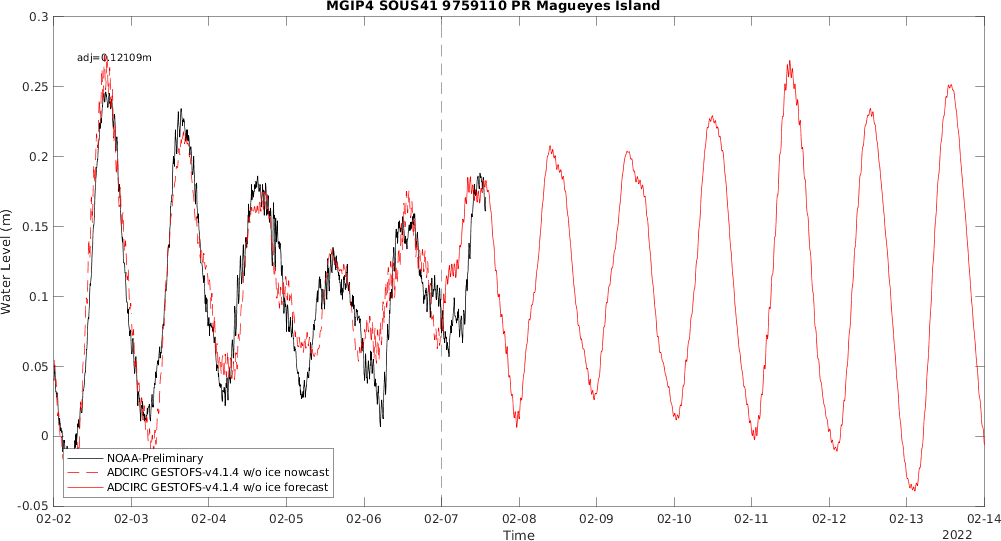 MGIP4 SOUS41 9759110 PR Magueyes Island
adj=0.12109m
0.3
0.25
0.2
0.15
0.1
0.05
0
-0.05
Water Level (m)
NOAA-Preliminary
ADCIRC GESTOFS-v4.1.4 w/o ice nowcast
ADCIRC GESTOFS-v4.1.4 w/o ice forecast
02-02 02-03 02-04 02-05 02-06 02-07 02-08 02-09 02-10 02-11 02-12 02-13 02-14
Time
2022